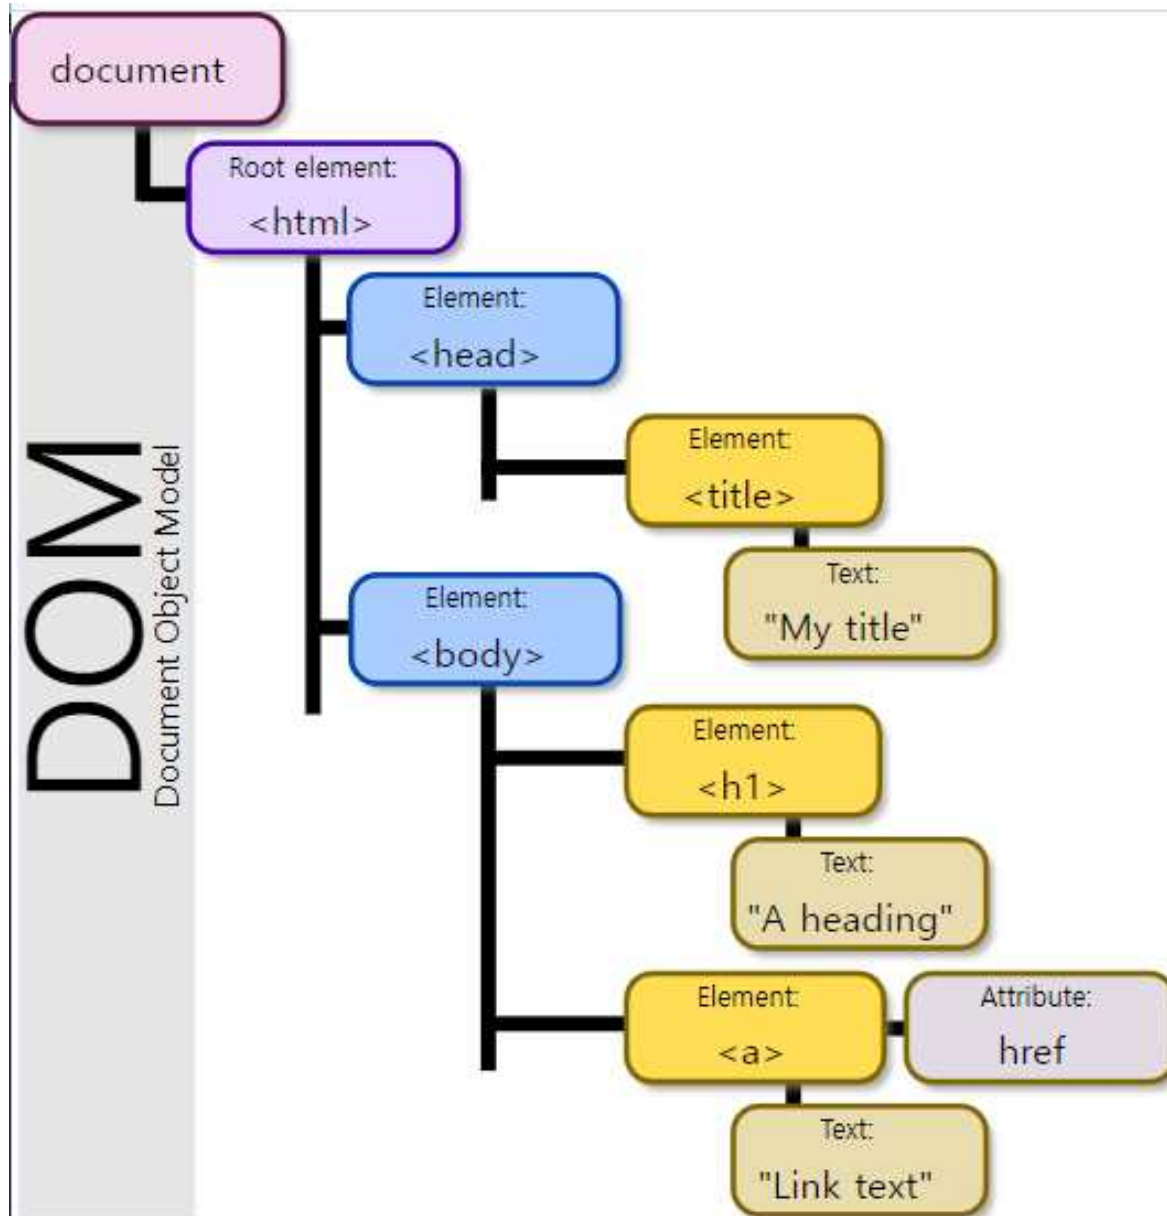 document
Root element:
<html>
Element:
<head>
Element:
<title>
Text:
"My title"
Element:
<body>
Element:
<h1>
Text:
"A heading"
Element:
<a>
Attribute:
href
Text:
"Link text"
DOM
Document Object Model